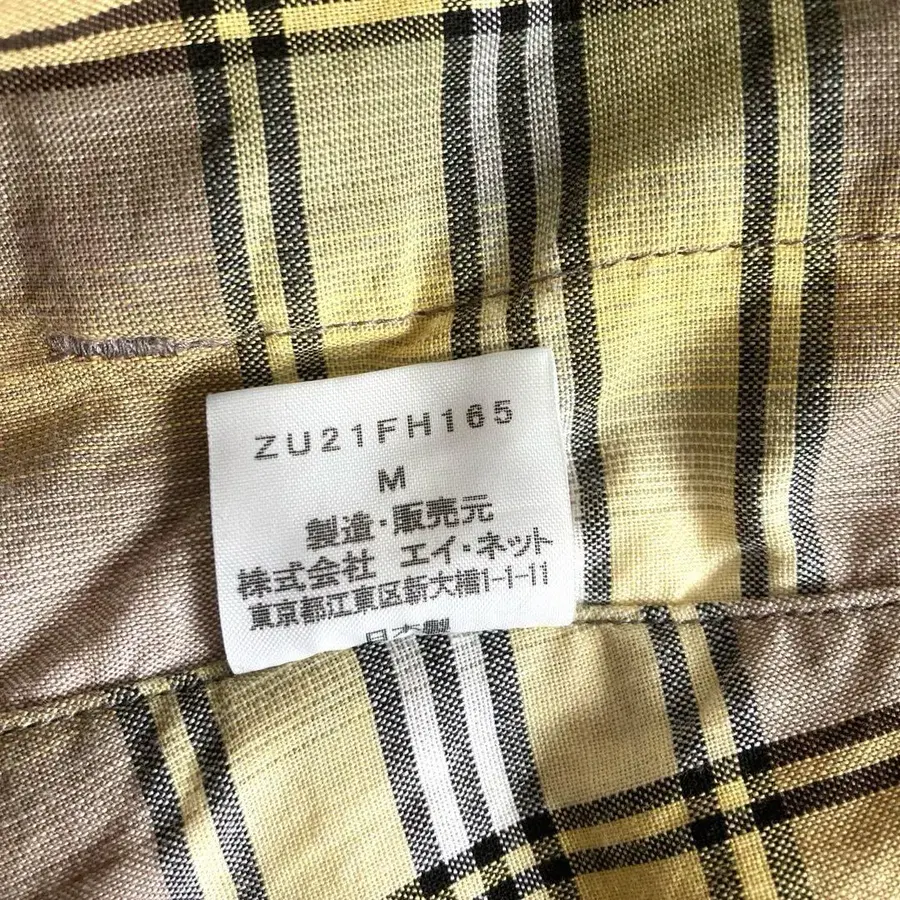 ZU21FH165
M
製造・販売元
株式会社 エイ・ネット
東京都江東区新大橋1-1-11
日本製